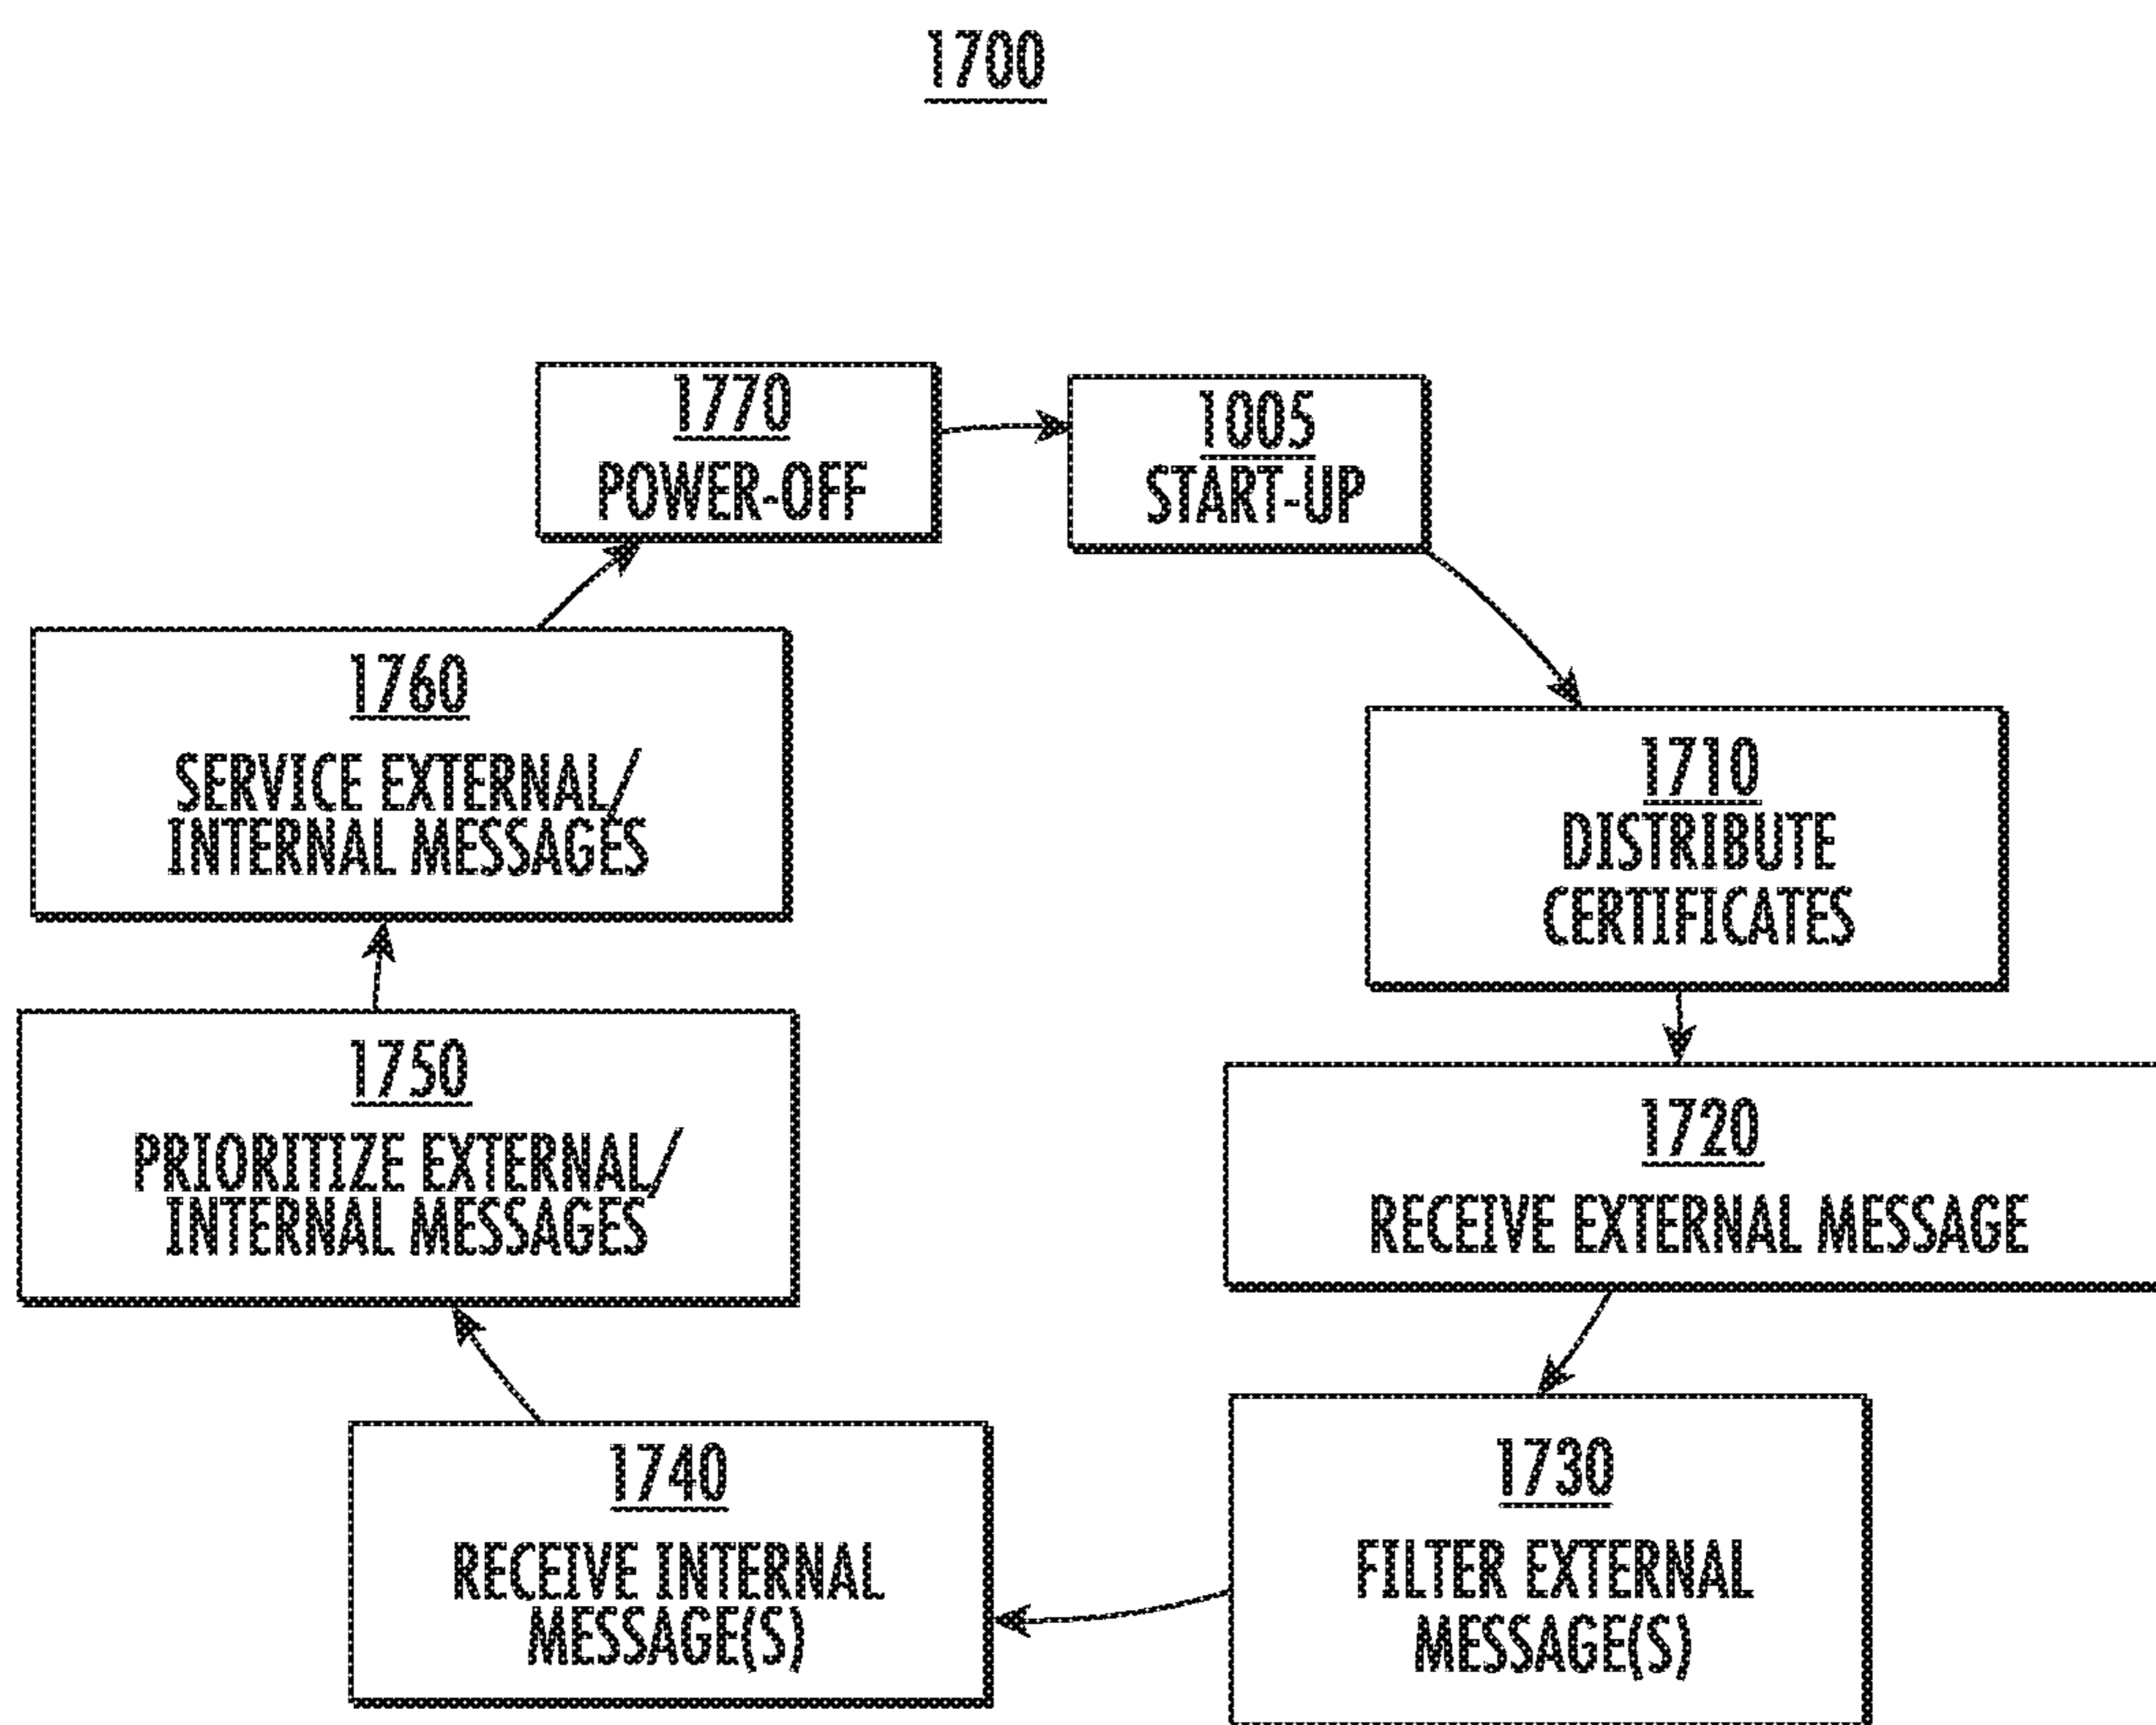 1700
1770
POWER-OFF
1005
START-UP
1760
SERVICE EXTERNAL/
INTERNAL MESSAGES
1710
DISTRIBUTE
CERTIFICATES
1750
PRIORITIZE EXTERNAL/
INTERNAL MESSAGES
1720
RECEIVE EXTERNAL MESSAGE
1740
RECEIVE INTERNAL
MESSAGE(S)
1730
FILTER EXTERNAL
MESSAGE(S)